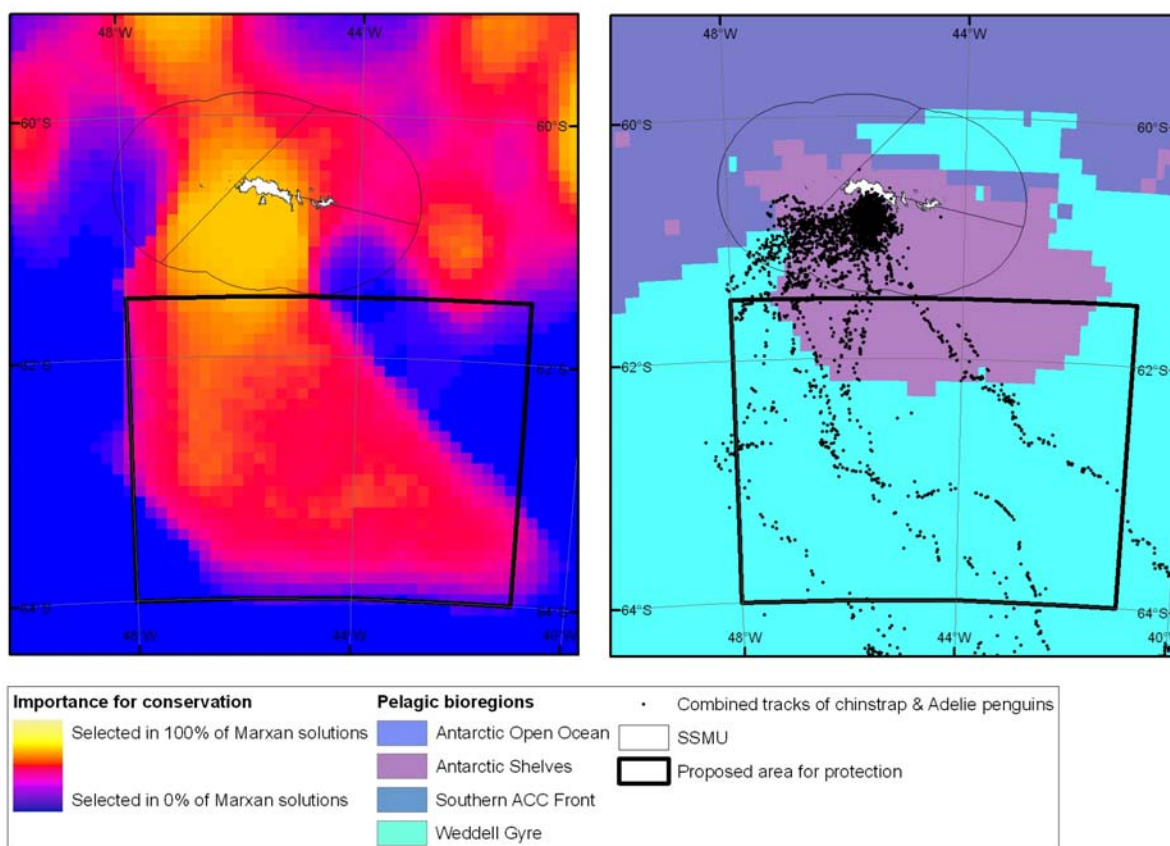 48°W 44°W
60°S 60°S
62°S 62°S
64°S
48°W 44°W 40°W
48°W 44°W
60°S 60°S
62°S 62°S
64°S 64°S
48°W 44°W 40°W
Importance for conservation
Selected in 100% of Marxan solutions
Selected in 0% of Marxan solutions
Pelagic bioregions
Antarctic Open Ocean
Antarctic Shelves
Southern ACC Front
Weddell Gyre
Combined tracks of chinstrap & Adelie penguins
SSMU
Proposed area for protection